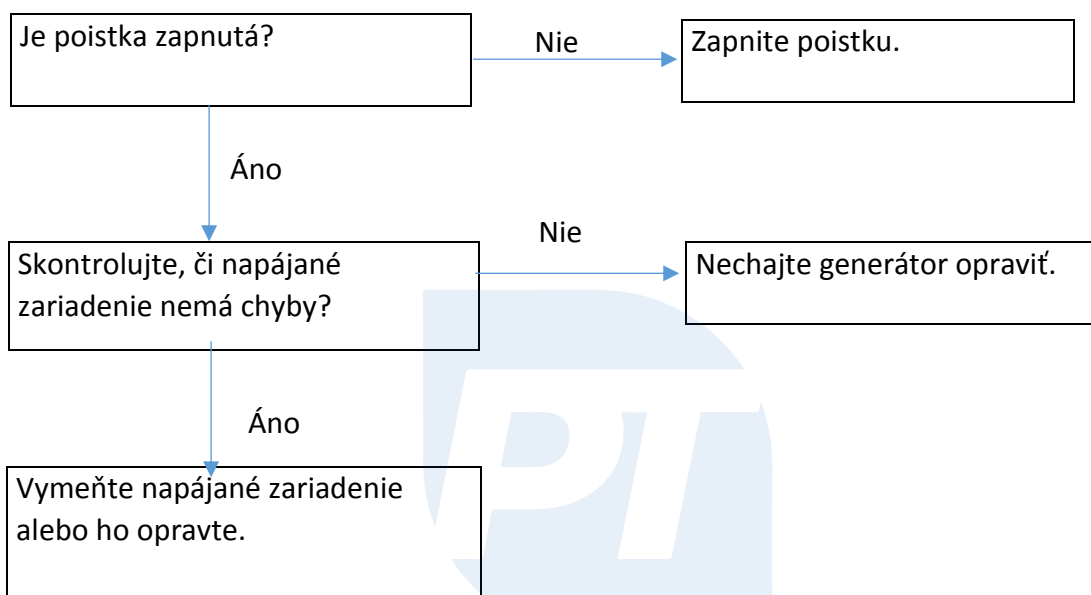 Je poistka zapnutá?
Nie
Zapnite poistku.
Áno
Skontrolujte, či napájané
zariadenie nemá chyby?
Nie
Nechajte generátor opraviť.
Áno
Vymeňte napájané zariadenie
alebo ho opravte.
PT